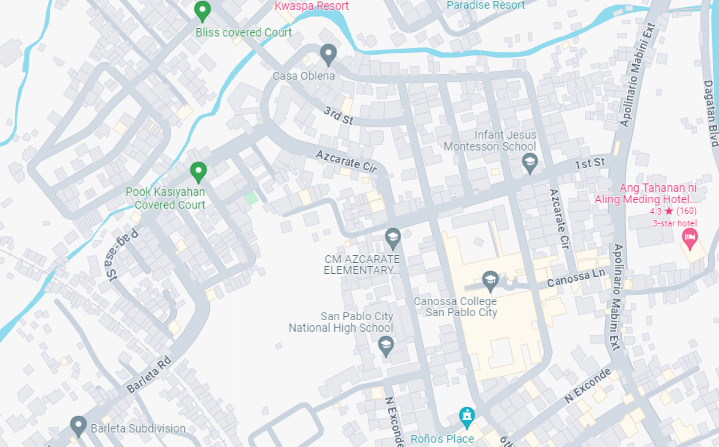 Kwaspa Resort
Paradise Resort
Bliss covered Court
Casa Oblena
3rd St
Apolinario Mabini Ext
Dagatan Blvd
Infant Jesus
Montessori School
1st St
Azcarate Cir
Pook Kasiyahan
Covered Court
Ang Tahanan ni
Aling Meding Hotel...
4.3 ★ (160)
3-star hotel
Azcarate Cir
Pag-asa St
CM AZCARATE
ELEMENTARY...
Canossa Ln
Apolinario Mabini Ext
Canossa College
San Pablo City
San Pablo City
National High School
Barleta Rd
N Exconde
N Exconde
6th
Barleta Subdivision
Roño's Place